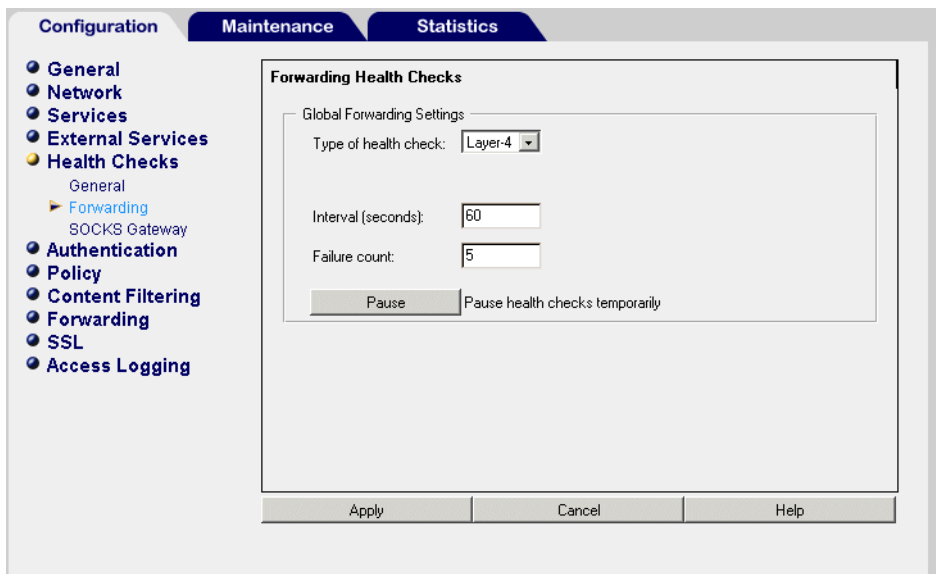 Configuration Maintenance Statistics
General
Network
Services
External Services
Health Checks
General
Forwarding
SOCKS Gateway
Authentication
Policy
Content Filtering
Forwarding
SSL
Access Logging
Forwarding Health Checks
Global Forwarding Settings
Type of health check: Layer-4
Interval (seconds): 60
Failure count: 5
Pause Pause health checks temporarily
Apply Cancel Help